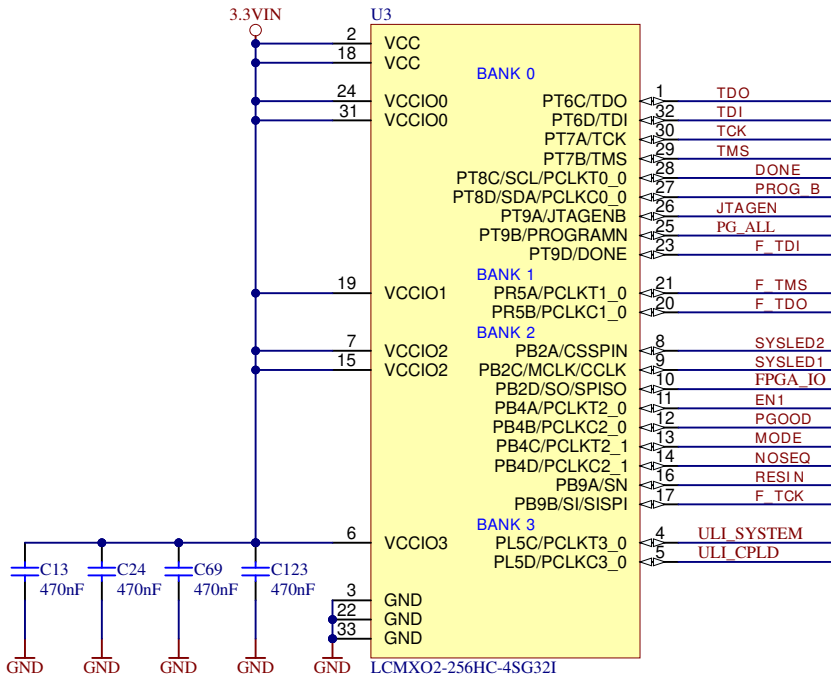 3.3VIN U3
2 VCC
18 VCC
BANK 0
24 VCCIO0 PT6C/TDO 1 TDO
31 VCCIO0 PT6D/TDI 32 TDI
PT7A/TCK 30 TCK
PT7B/TMS 29 TMS
PT8C/SCL/PCLKT0_0 28 DONE
PT8D/SDA/PCLKC0_0 27 PROG_B
PT9A/JTAGENB 26 JTAGEN
PT9B/PROGRAMN 25 PG_ALL
PT9D/DONE 23 F_TDI
BANK 1
19 VCCIO1 PR5A/PCLKT1_0 21 F_TMS
PR5B/PCLKC1_0 20 F_TDO
BANK 2
7 VCCIO2 PB2A/CSSPIN 8 SYSLED2
15 VCCIO2 PB2C/MCLK/CCLK 9 SYSLED1
PB2D/SO/SPISO 10 FPGA_IO
PB4A/PCLKT2_0 11 EN1
PB4B/PCLKC2_0 12 PGOOD
PB4C/PCLKT2_1 13 MODE
PB4D/PCLKC2_1 14 NOSEQ
PB9A/SN 16 RESIN
PB9B/SI/SISPI 17 F_TCK
BANK 3
6 VCCIO3 PL5C/PCLKT3_0 4 ULI_SYSTEM
PL5D/PCLKC3_0 5 ULI_CPLD
C13 C24 C69 C123
470nF 470nF 470nF 470nF
3 GND
22 GND
33 GND
GND GND GND GND GND LCMXO2-256HC-4SG32I